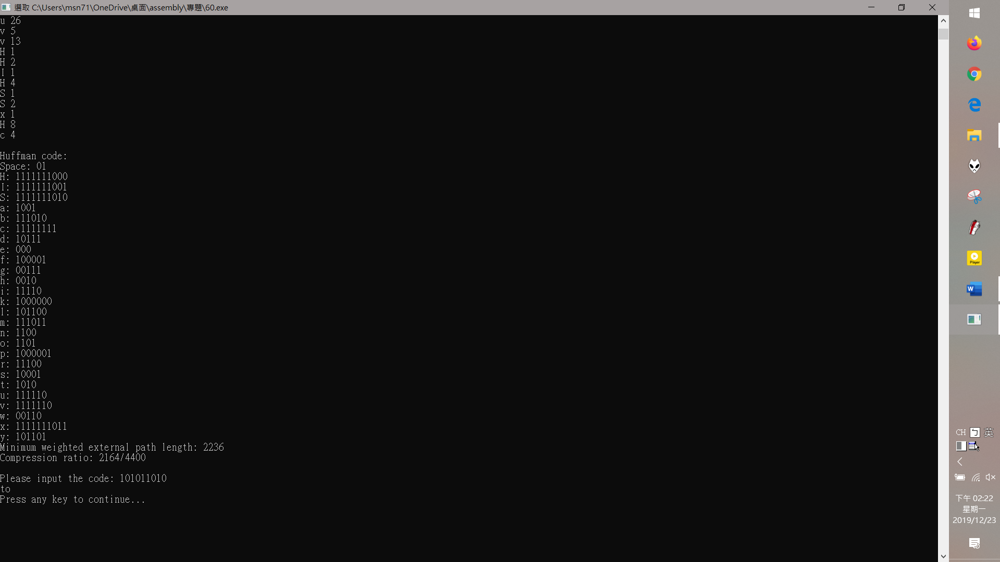 選取 C:\Users\msn71\OneDrive\桌面\assembly\專題\60.exe
u 26
v 5
v 13
H 1
H 2
I 1
H 4
S 1
S 2
x 1
H 8
c 4
Huffman code:
Space: 01
H: 1111111000
I: 1111111001
S: 1111111010
a: 1001
b: 111010
c: 11111111
d: 10111
e: 000
f: 100001
g: 00111
h: 0010
i: 11110
k: 1000000
l: 101100
m: 111011
n: 1100
o: 1101
p: 1000001
r: 11100
s: 10001
t: 1010
u: 111110
v: 1111110
w: 00110
x: 1111111011
y: 101101
Minimum weighted external path length: 2236
Compression ratio: 2164/4400
Please input the code: 101011010
to
Press any key to continue...
Player
W
CH ㄅ 英
下午 02:22
星期一
2019/12/23